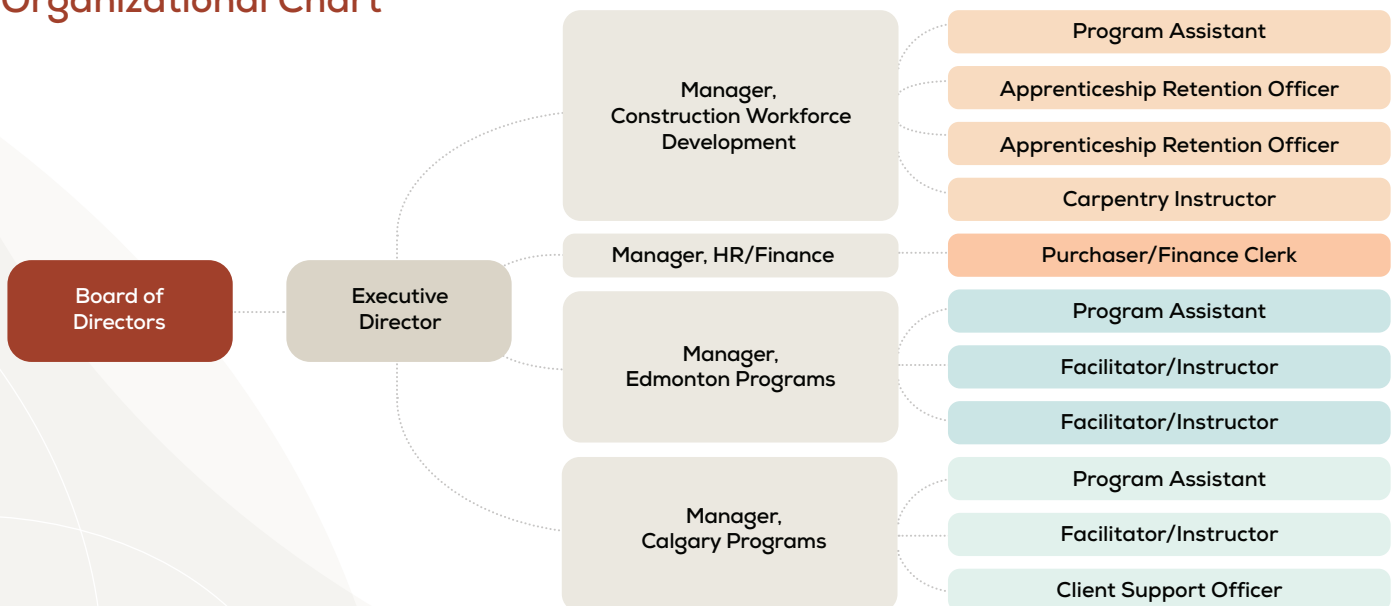 Organizational Chart
Board of
Directors
Executive
Director
Manager,
Construction Workforce
Development
Program Assistant
Apprenticeship Retention Officer
Apprenticeship Retention Officer
Carpentry Instructor
Manager, HR/Finance
Purchaser/Finance Clerk
Manager,
Edmonton Programs
Program Assistant
Facilitator/Instructor
Facilitator/Instructor
Manager,
Calgary Programs
Program Assistant
Facilitator/Instructor
Client Support Officer